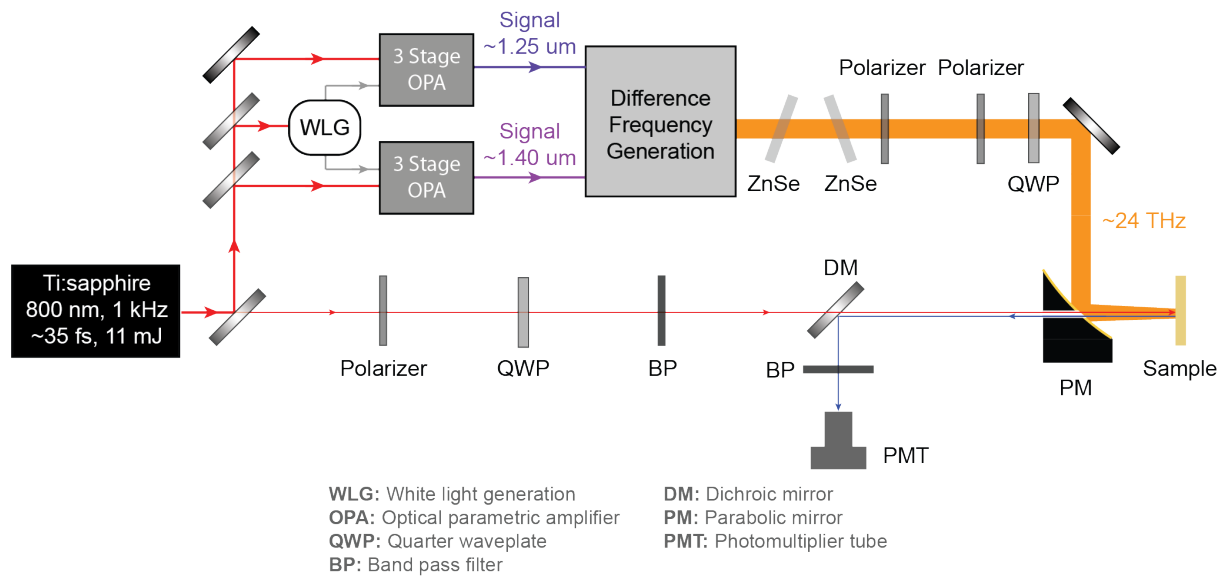 Signal
~1.25 um
3 Stage
OPA
WLG
Signal
~1.40 um
3 Stage
OPA
Difference
Frequency
Generation
Polarizer
Polarizer
ZnSe
ZnSe
QWP
~24 THz
Ti:sapphire
800 nm, 1 kHz
~35 fs, 11 mJ
Polarizer
QWP
BP
DM
BP
PMT
PM
Sample
WLG: White light generation
OPA: Optical parametric amplifier
QWP: Quarter waveplate
BP: Band pass filter
DM: Dichroic mirror
PM: Parabolic mirror
PMT: Photomultiplier tube